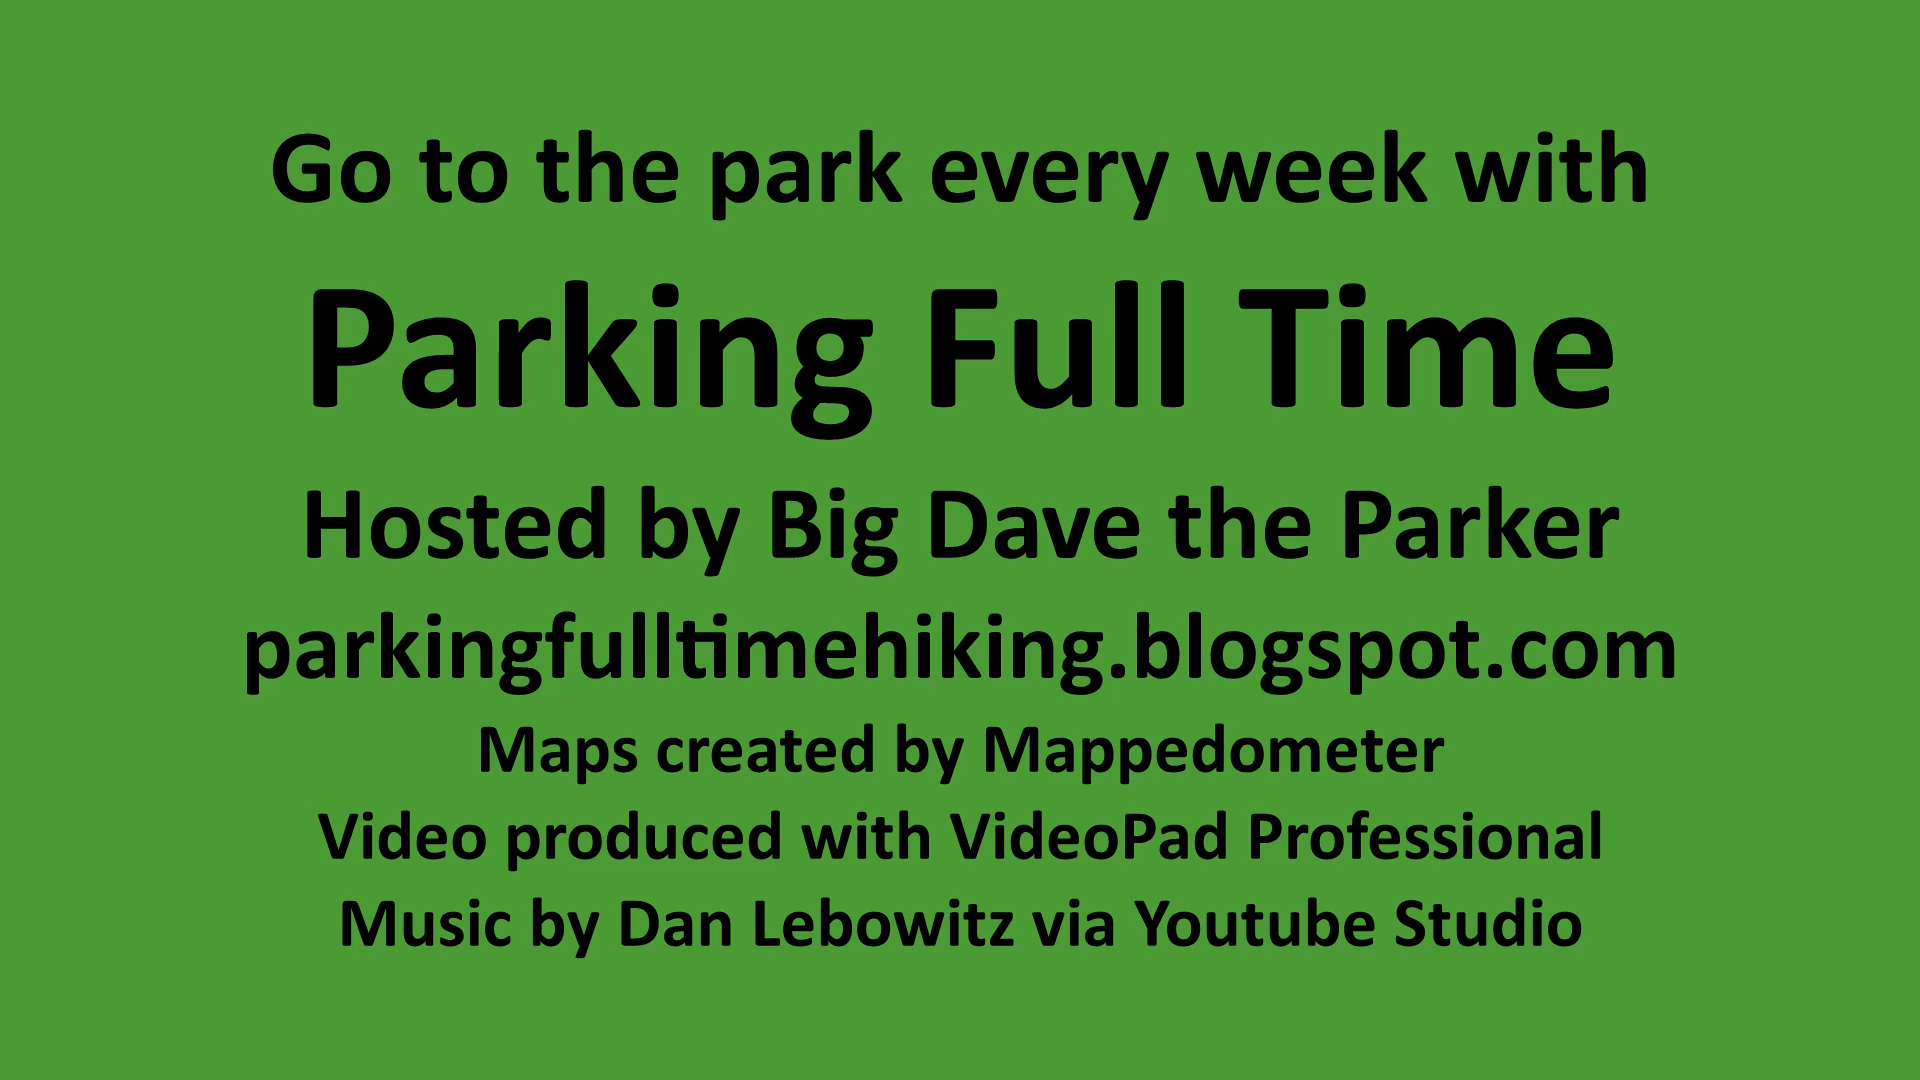 Go to the park every week with
Parking Full Time
Hosted by Big Dave the Parker
parkingfulltimehiking.blogspot.com
Maps created by Mappedometer
Video produced with VideoPad Professional
Music by Dan Lebowitz via Youtube Studio